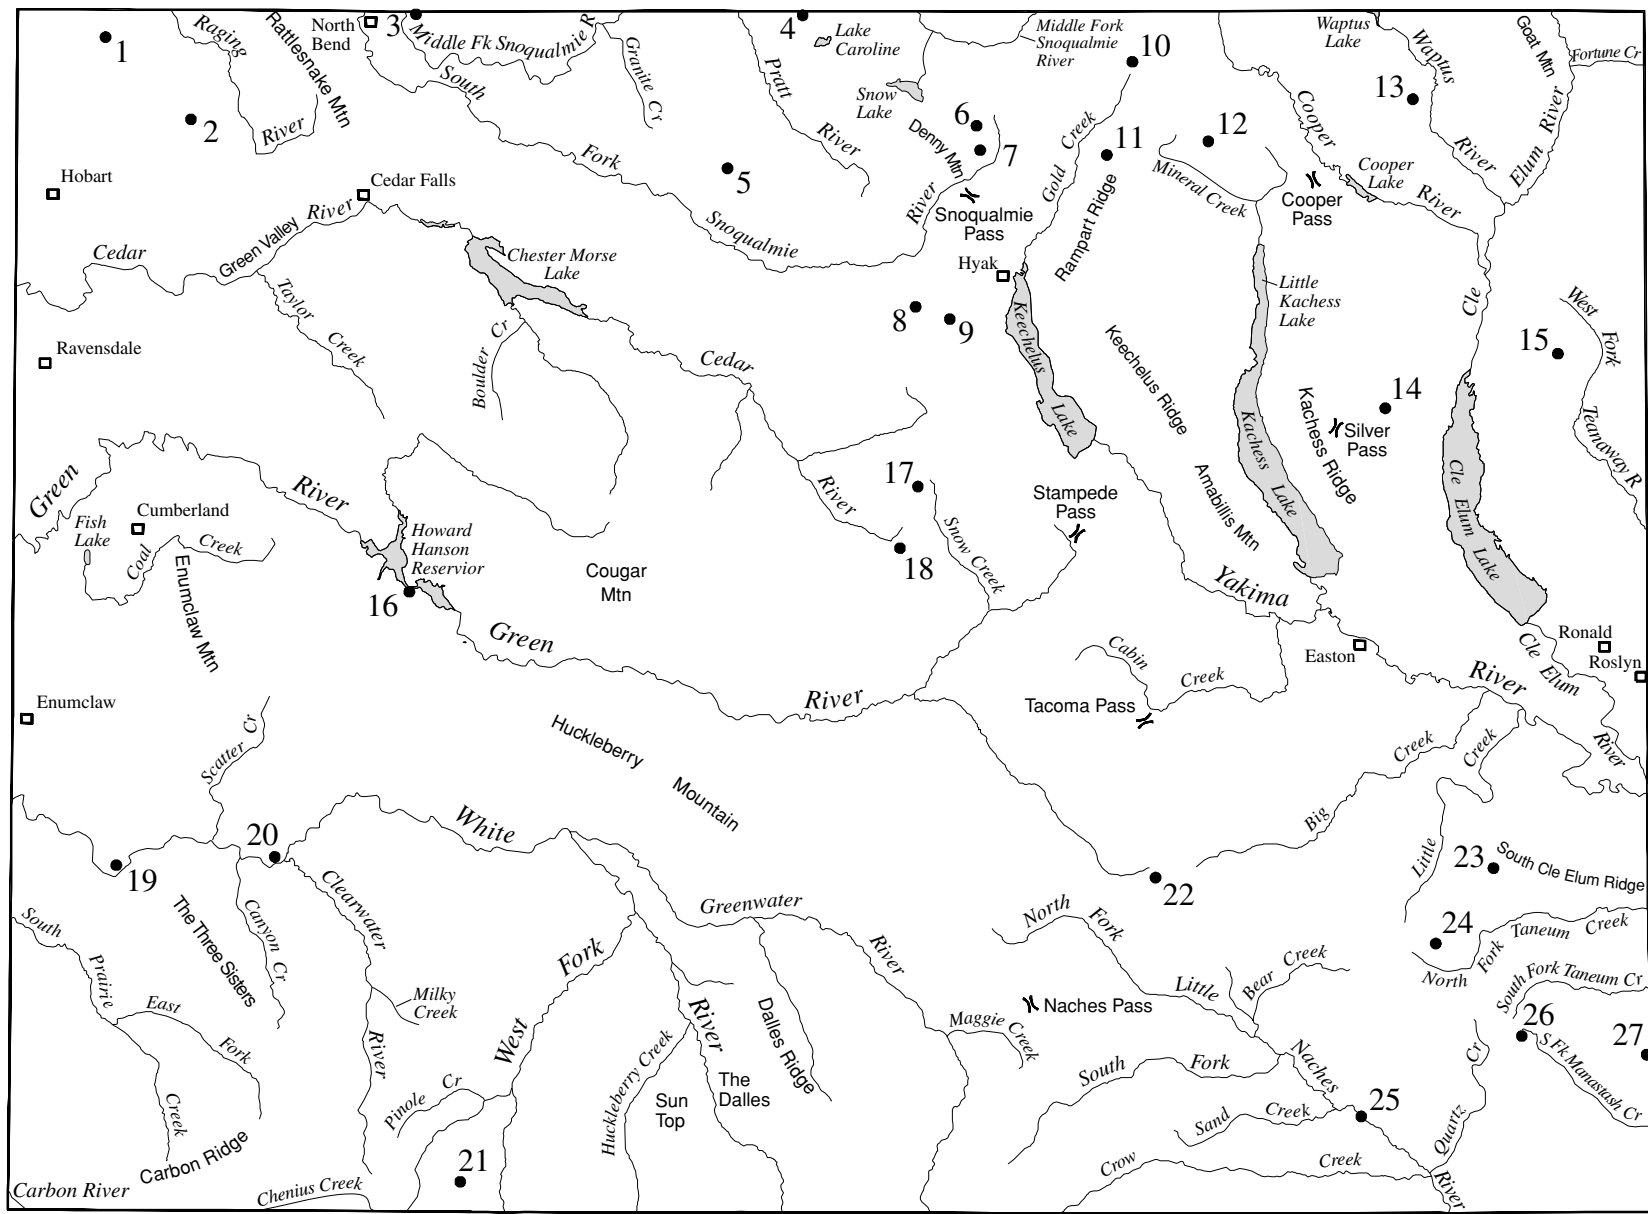 1
Raging
River
Rattlesnake Mtn
North
Bend
3
Middle Fk Snoqualmie R
Granite Cr
4
Lake
Caroline
Middle Fork
Snoqualmie
River
10
Waptus
Lake
Waptus
River
Goat Mtn
Fortune Cr
2
South
Fork
Snoqualmie
River
Pratt
River
Snow
Lake
6
7
Denny Mtn
Gold Creek
11
12
Cooper
River
13
Elum River
Hobart
Cedar Falls
5
Snoqualmie
Pass
Mineral Creek
Cooper
Pass
Cooper
Lake
Cedar
River
Green Valley
Chester Morse
Lake
Hyak
Rampart Ridge
Little
Kachess
Lake
Cle
Taylor
Creek
Boulder Cr
8
9
Keechelus
Lake
West
Fork
Teanaway R
15
Ravensdale
Cedar
River
Keechelus Ridge
Kachess
Lake
Kachess Ridge
14
Silver
Pass
Green
River
Cumberland
Fish
Lake
Coal
Creek
Enumclaw Mtn
Howard
Hanson
Reservior
16
Cougar
Mtn
17
18
Snow Creek
Stampede
Pass
Amabilis Mtn
Cle Elum Lake
Yakima
River
Green
River
Cabin
Creek
Easton
Ronald
Roslyn
Cle Elum
River
Enumclaw
Tacoma Pass
Scatter Cr
Huckleberry
Mountain
Big
Creek
Little
Creek
20
White
19
Clearwater
River
22
23
South Cle Elum Ridge
The Three Sisters
Canyon Cr
Greenwater
River
North
Fork
Little
Naches
River
24
Taneum Creek
North
Fork
South
Prairie
Creek
East
Fork
Milky
Creek
West
Fork
River
Dalles Ridge
Naches Pass
Bear Creek
South Fork Taneum Cr
Maggie Creek
26
27
S Fk Manastash Cr
Pinole Cr
Huckleberry Creek
Sun
Top
The
Dalles
South
Fork
Sand
Creek
25
Quartz Cr
Carbon Ridge
21
Crow
Creek
Carbon River
Chenius Creek